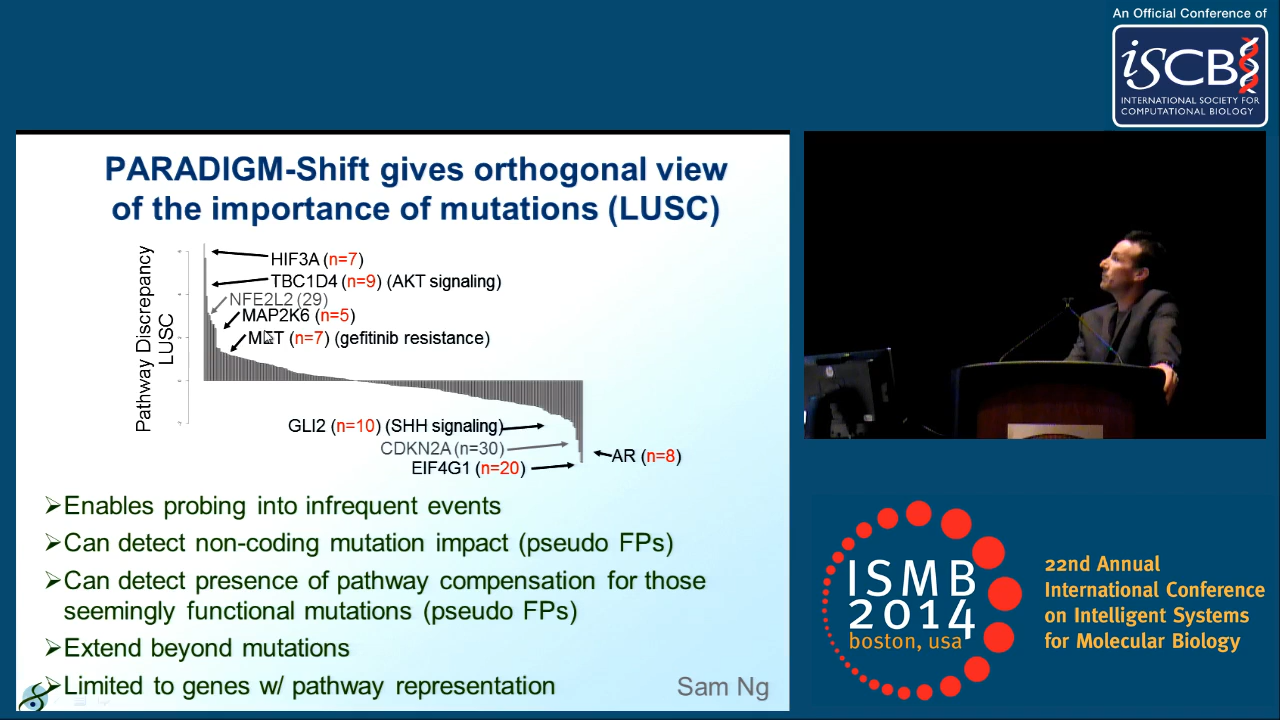 An Official Conference of
iSCB
INTERNATIONAL SOCIETY FOR
COMPUTATIONAL BIOLOGY
PARADIGM-Shift gives orthogonal view
of the importance of mutations (LUSC)
Pathway Discrepancy
LUSC
HIF3A (n=7)
TBC1D4 (n=9) (AKT signaling)
NFE2L2 (29)
MAP2K6 (n=5)
MET (n=7) (gefitinib resistance)
GLI2 (n=10) (SHH signaling)
CDKN2A (n=30)
AR (n=8)
EIF4G1 (n=20)
➢Enables probing into infrequent events
➢Can detect non-coding mutation impact (pseudo FPs)
➢Can detect presence of pathway compensation for those
seemingly functional mutations (pseudo FPs)
➢Extend beyond mutations
➢Limited to genes w/ pathway representation
Sam Ng
ISMB
2014
boston, usa
22nd Annual
International Conference
on Intelligent Systems
for Molecular Biology